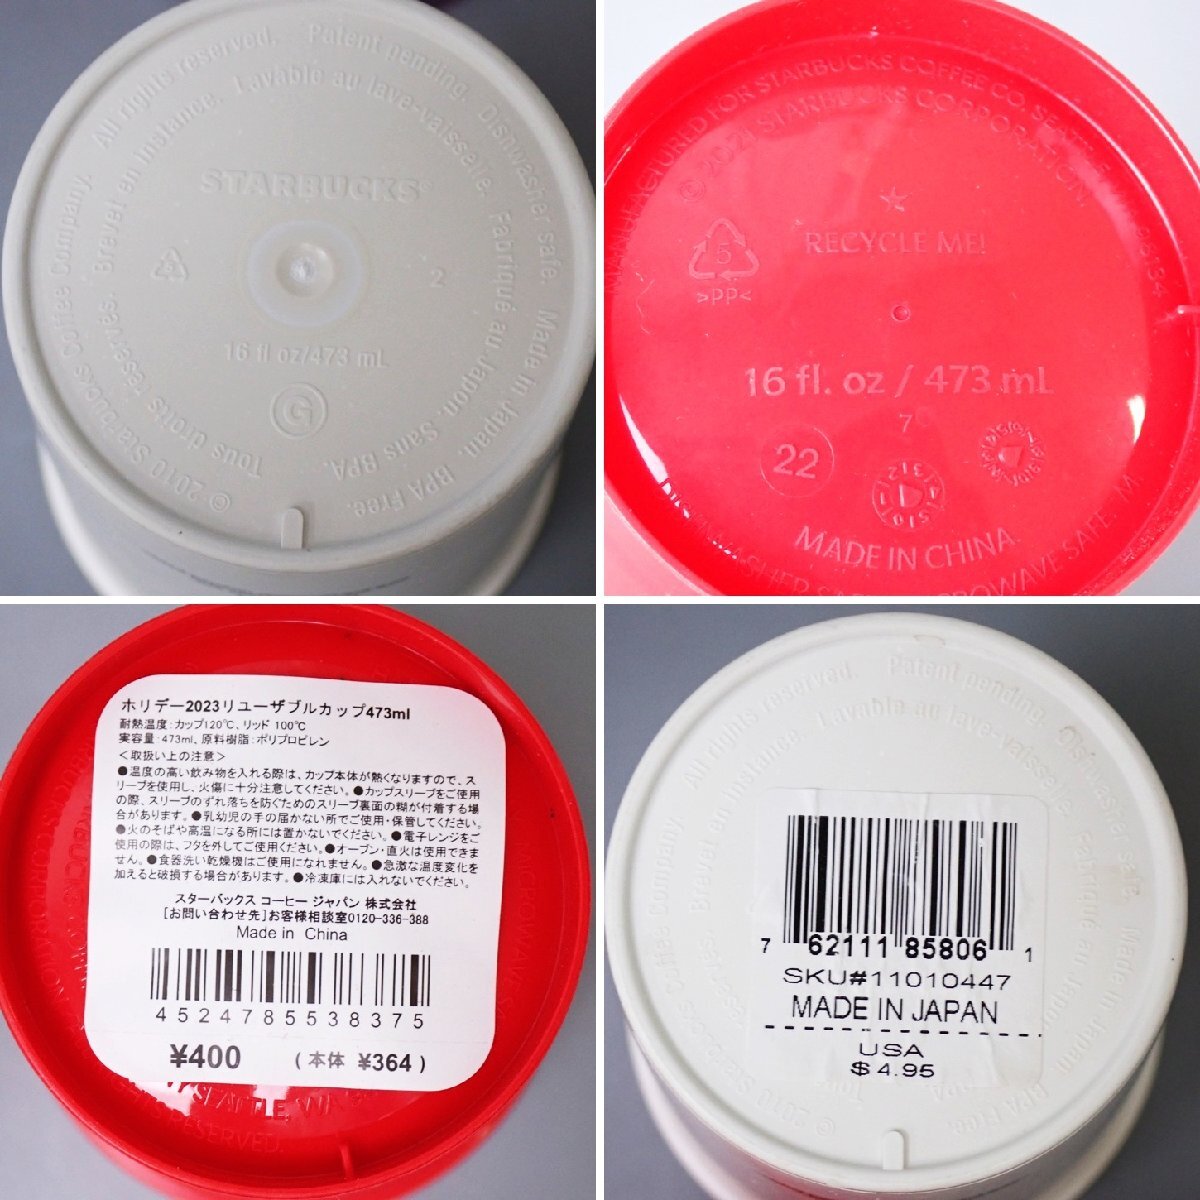 © 2010 Starbucks Coffee Company. All rights reserved. Patent pending. Dishwasher safe. Made in Japan. BPA Free.
Tous droits réservés. Brevet en instance. Lavable au lave-vaisselle. Fabriqué au Japon. Sans BPA.
STARBUCKS®
5
2
16 fl oz/473 mL
G
MANUFACTURED FOR STARBUCKS COFFEE CO. SEATTLE, WA 98134
© 2021 STARBUCKS CORPORATION.
RECYCLE ME!
5
>PP<
16 fl. oz / 473 mL
7
22
MADE IN CHINA.
DISHWASHER SAFE. MICROWAVE SAFE.
ホリデー2023リユーザブルカップ473ml
耐熱温度:カップ120℃、リッド 100℃
実容量:473ml、原料樹脂:ポリプロピレン
＜取扱い上の注意＞
●温度の高い飲み物を入れる際は、カップ本体が熱くなりますので、ス
リーブを使用し、火傷に十分注意してください。●カップスリーブをご使用
の際、スリーブのずれ落ちを防ぐためのスリーブ裏面の糊が付着する場
合があります。●乳幼児の手の届かない所でご使用・保管してください。
●火のそばや高温になる所には置かないでください。●電子レンジをご
使用の際は、フタを外してご使用ください。●オーブン・直火は使用できま
せん。●食器洗い乾燥機はご使用になれません。●急激な温度変化を
加えると破損する場合があります。●冷凍庫には入れないでください。
スターバックス コーヒー ジャパン 株式会社
[お問い合わせ先]お客様相談室0120-336-388
Made in China
4524785538375
¥400 (本体 ¥364)
SEATTLE, WA
RESERVED.
All rights reserved. Patent pending.
Lavable au lave-vaisselle
7 62111 85806 1
SKU#11010447
MADE IN JAPAN
USA
$4.95
© 2010
BPA Free.